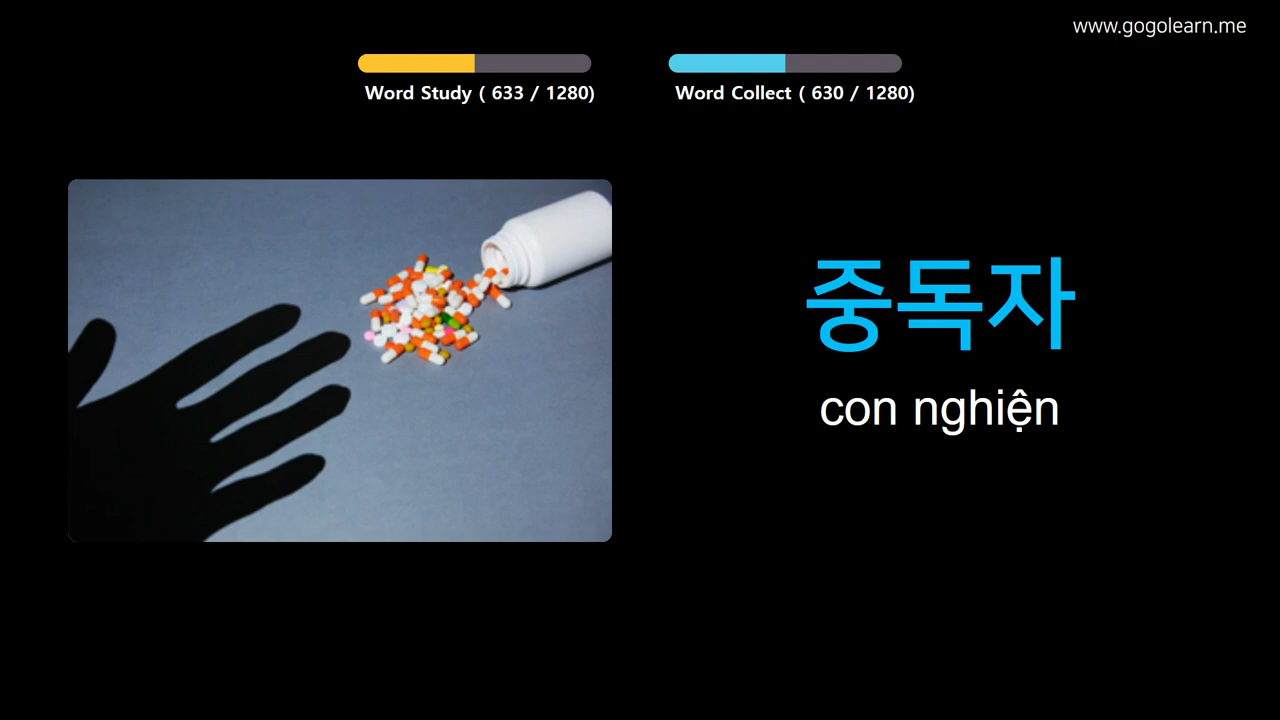 www.gogolearn.me
Word Study ( 633 / 1280)
Word Collect ( 630 / 1280)
중독자
con nghiện